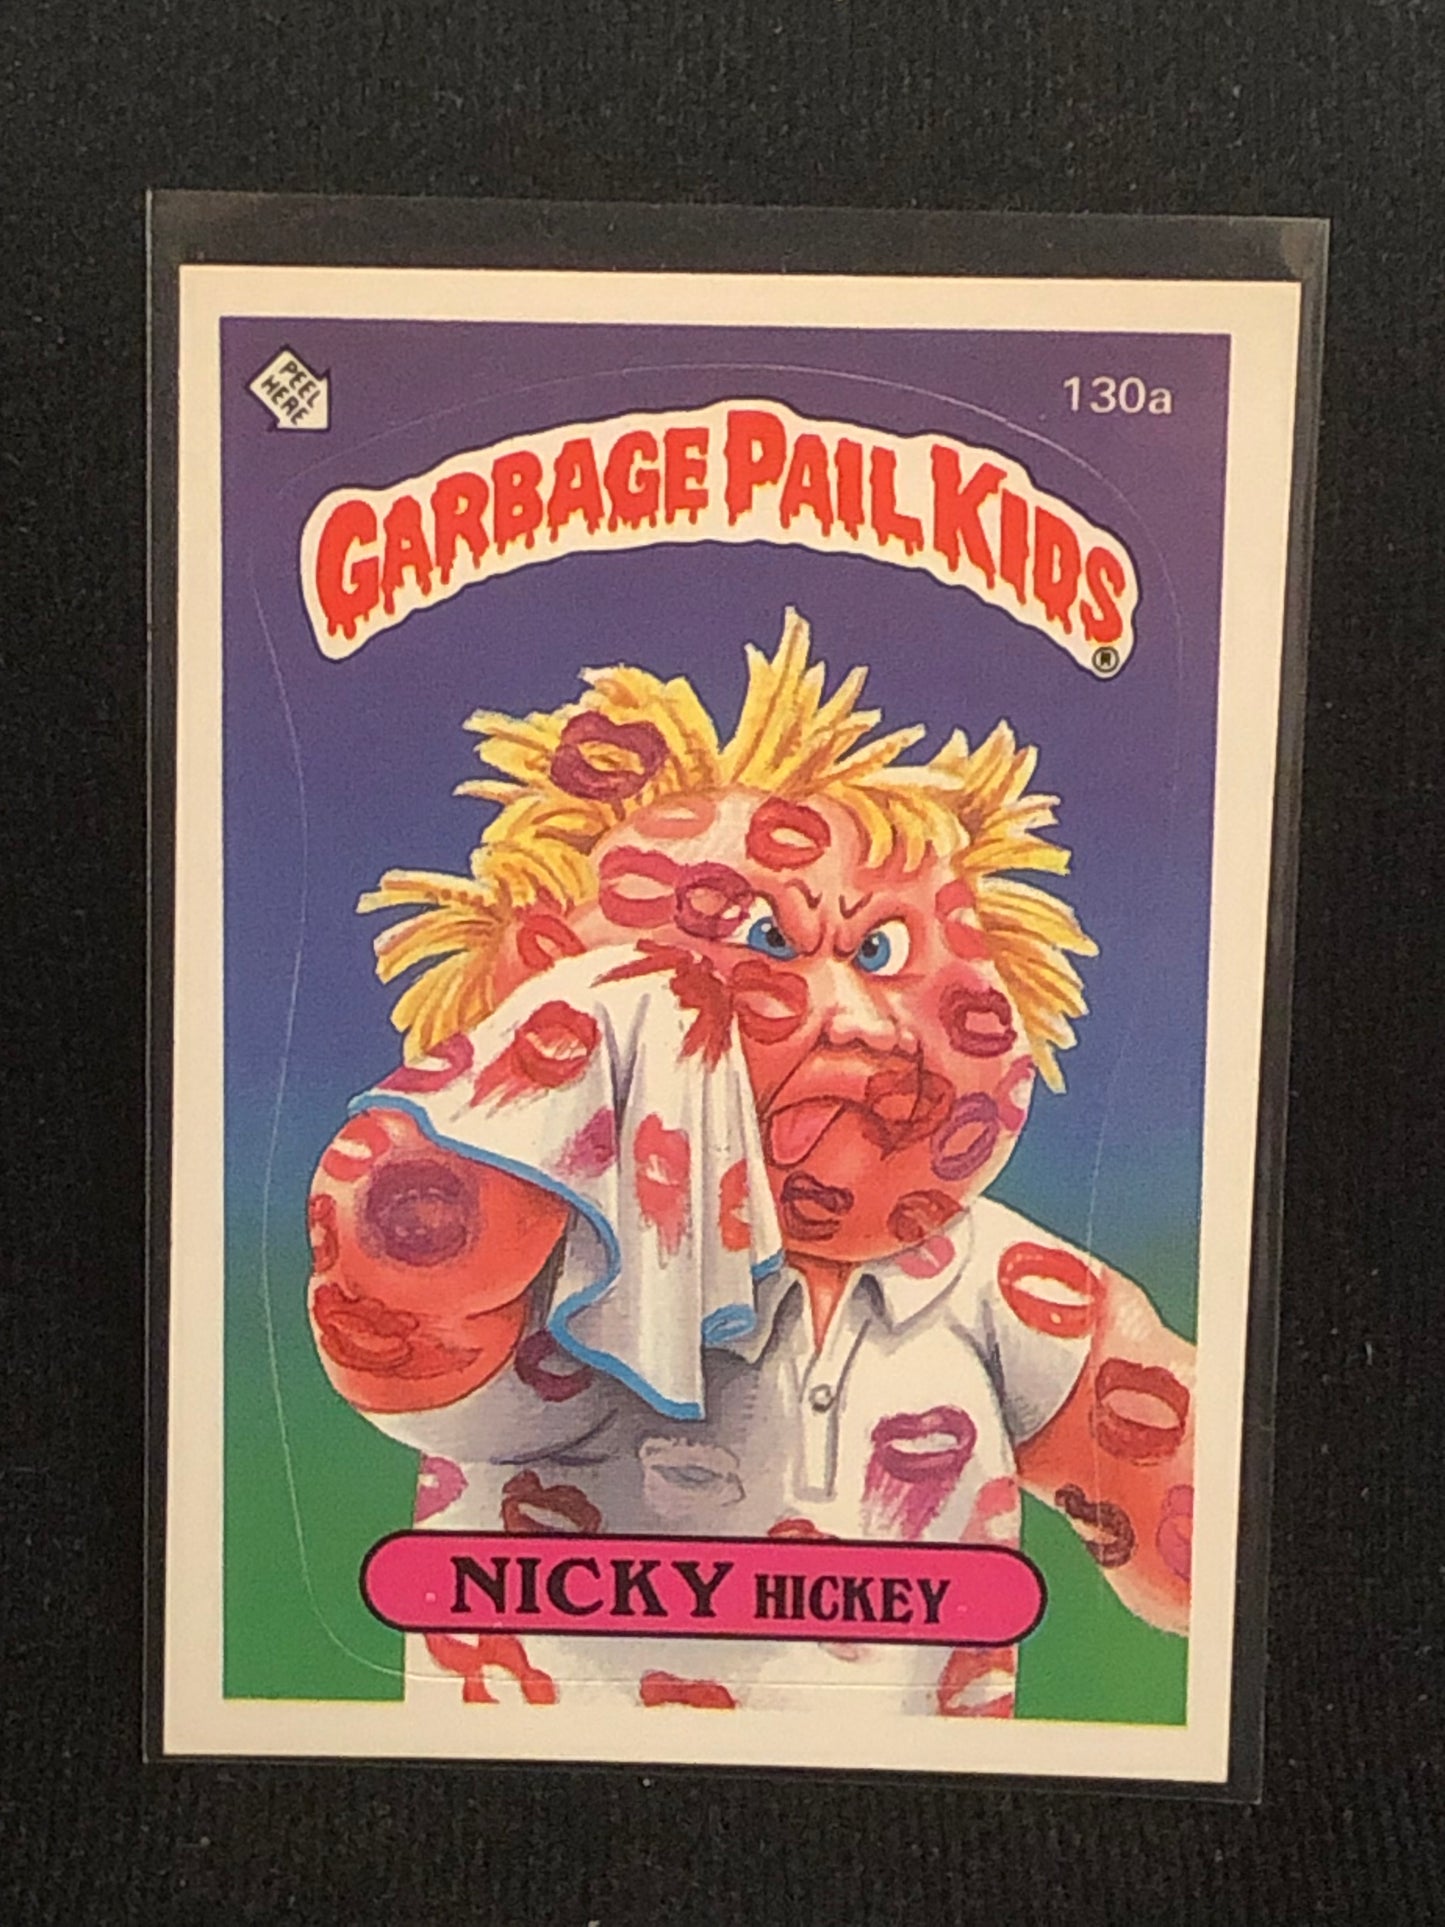 PEEL
HERE
130a
GARBAGE PAIL KIDS
®
NICKY HICKEY